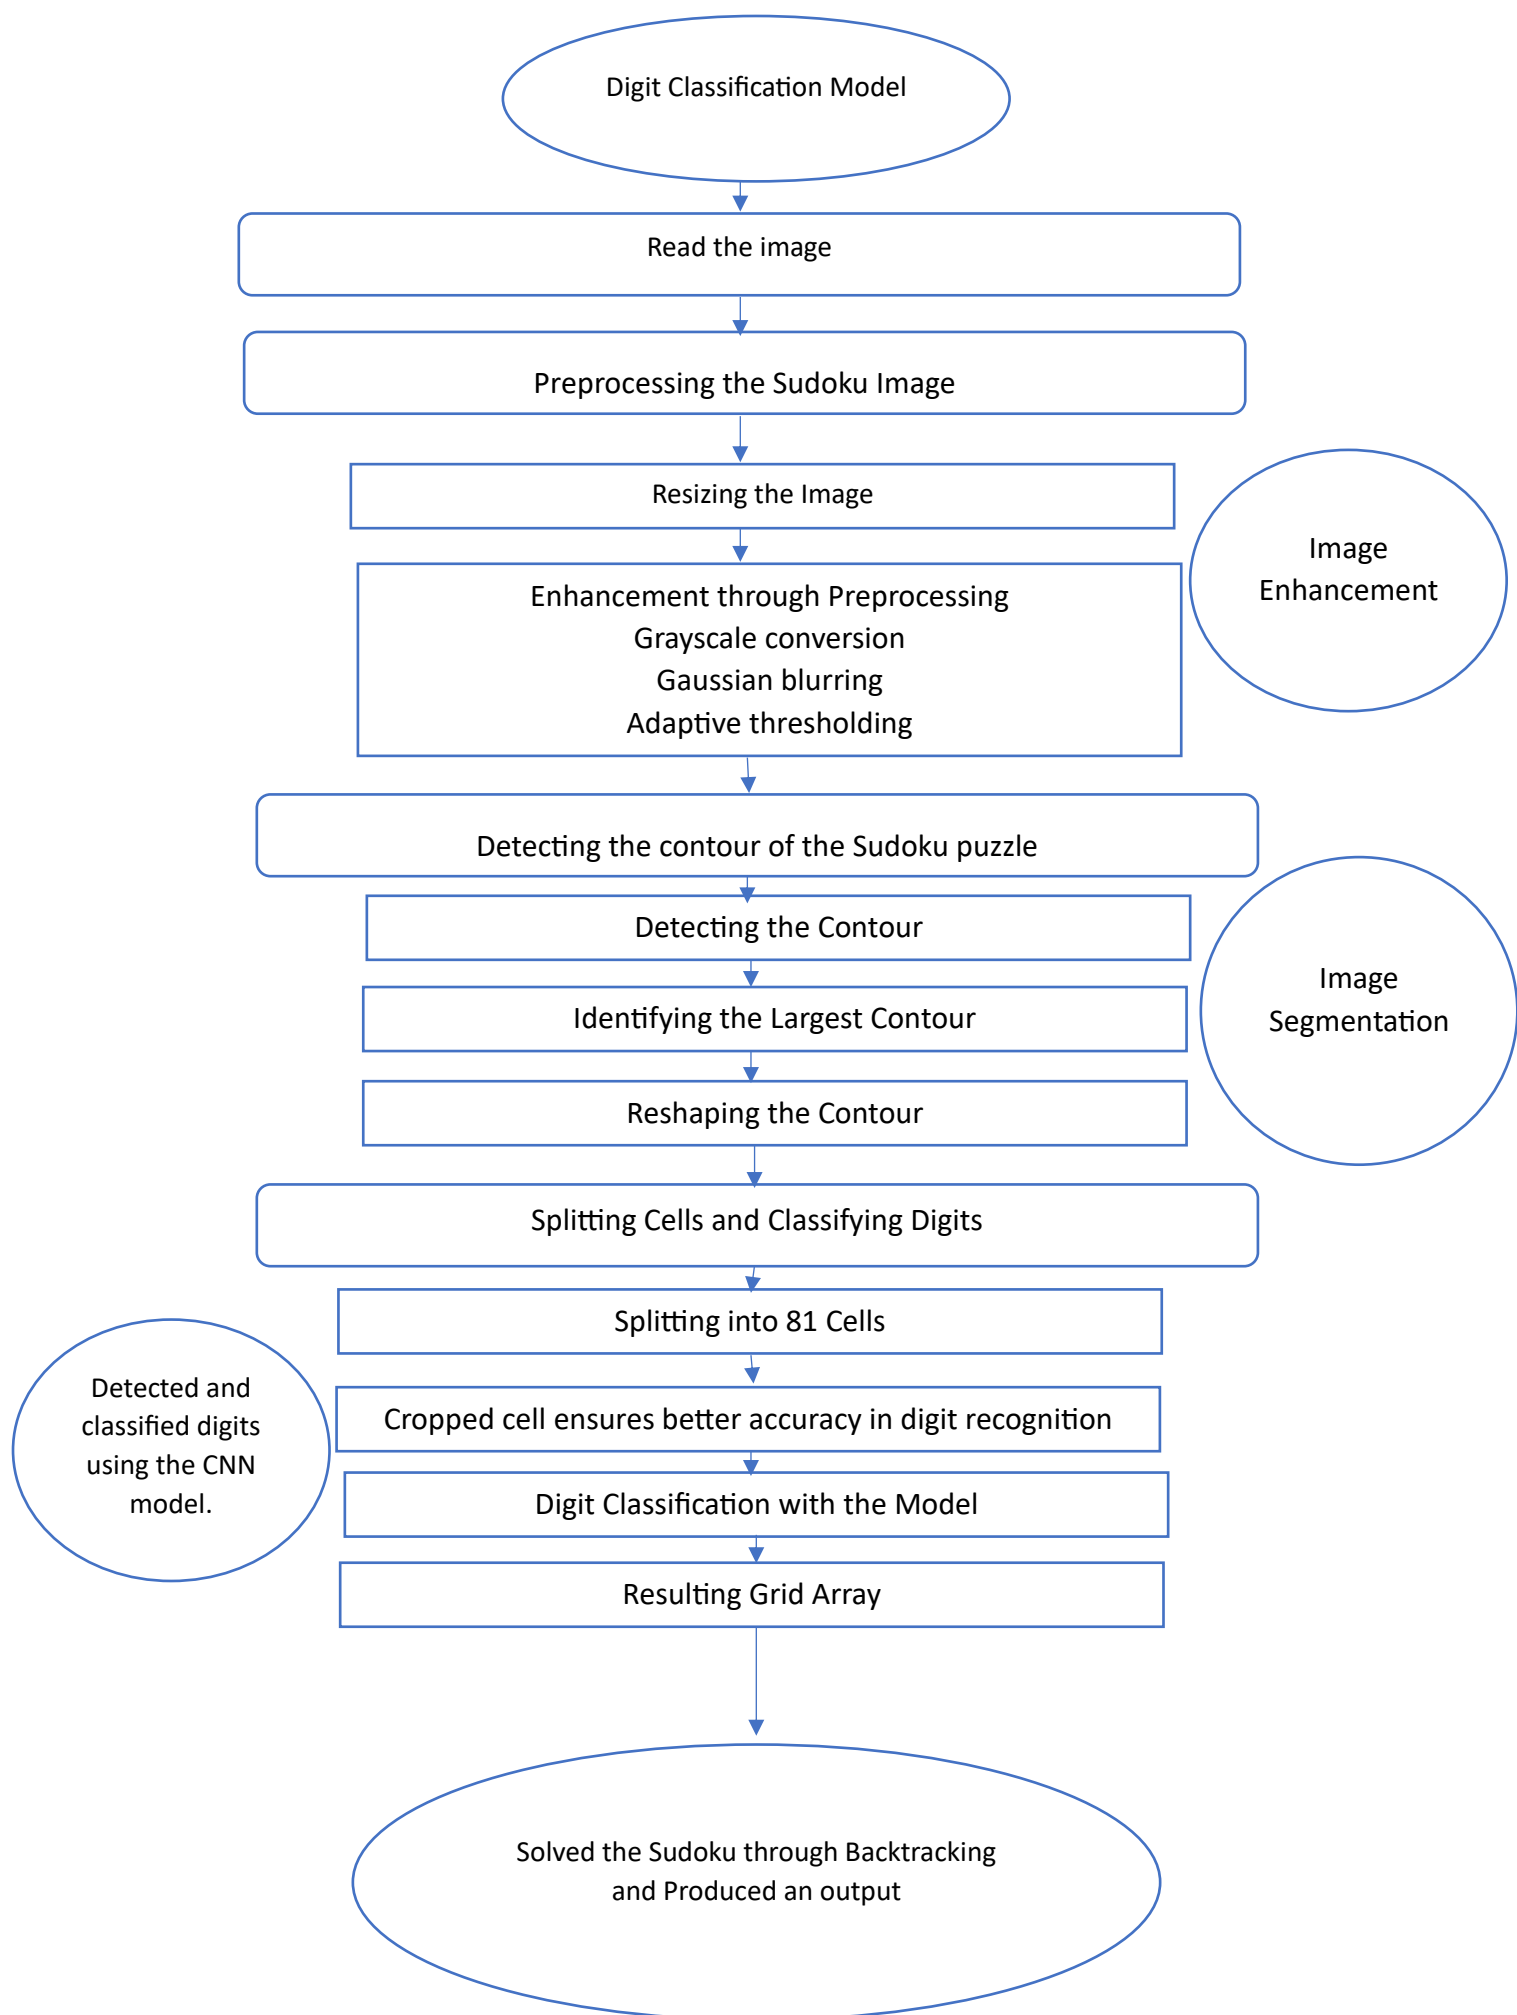 Digit Classification Model
Read the image
Preprocessing the Sudoku Image
Resizing the Image
Image
Enhancement
Enhancement through Preprocessing
Grayscale conversion
Gaussian blurring
Adaptive thresholding
Detecting the contour of the Sudoku puzzle
Detecting the Contour
Image
Segmentation
Identifying the Largest Contour
Reshaping the Contour
Splitting Cells and Classifying Digits
Splitting into 81 Cells
Detected and
classified digits
using the CNN
model.
Cropped cell ensures better accuracy in digit recognition
Digit Classification with the Model
Resulting Grid Array
Solved the Sudoku through Backtracking
and Produced an output